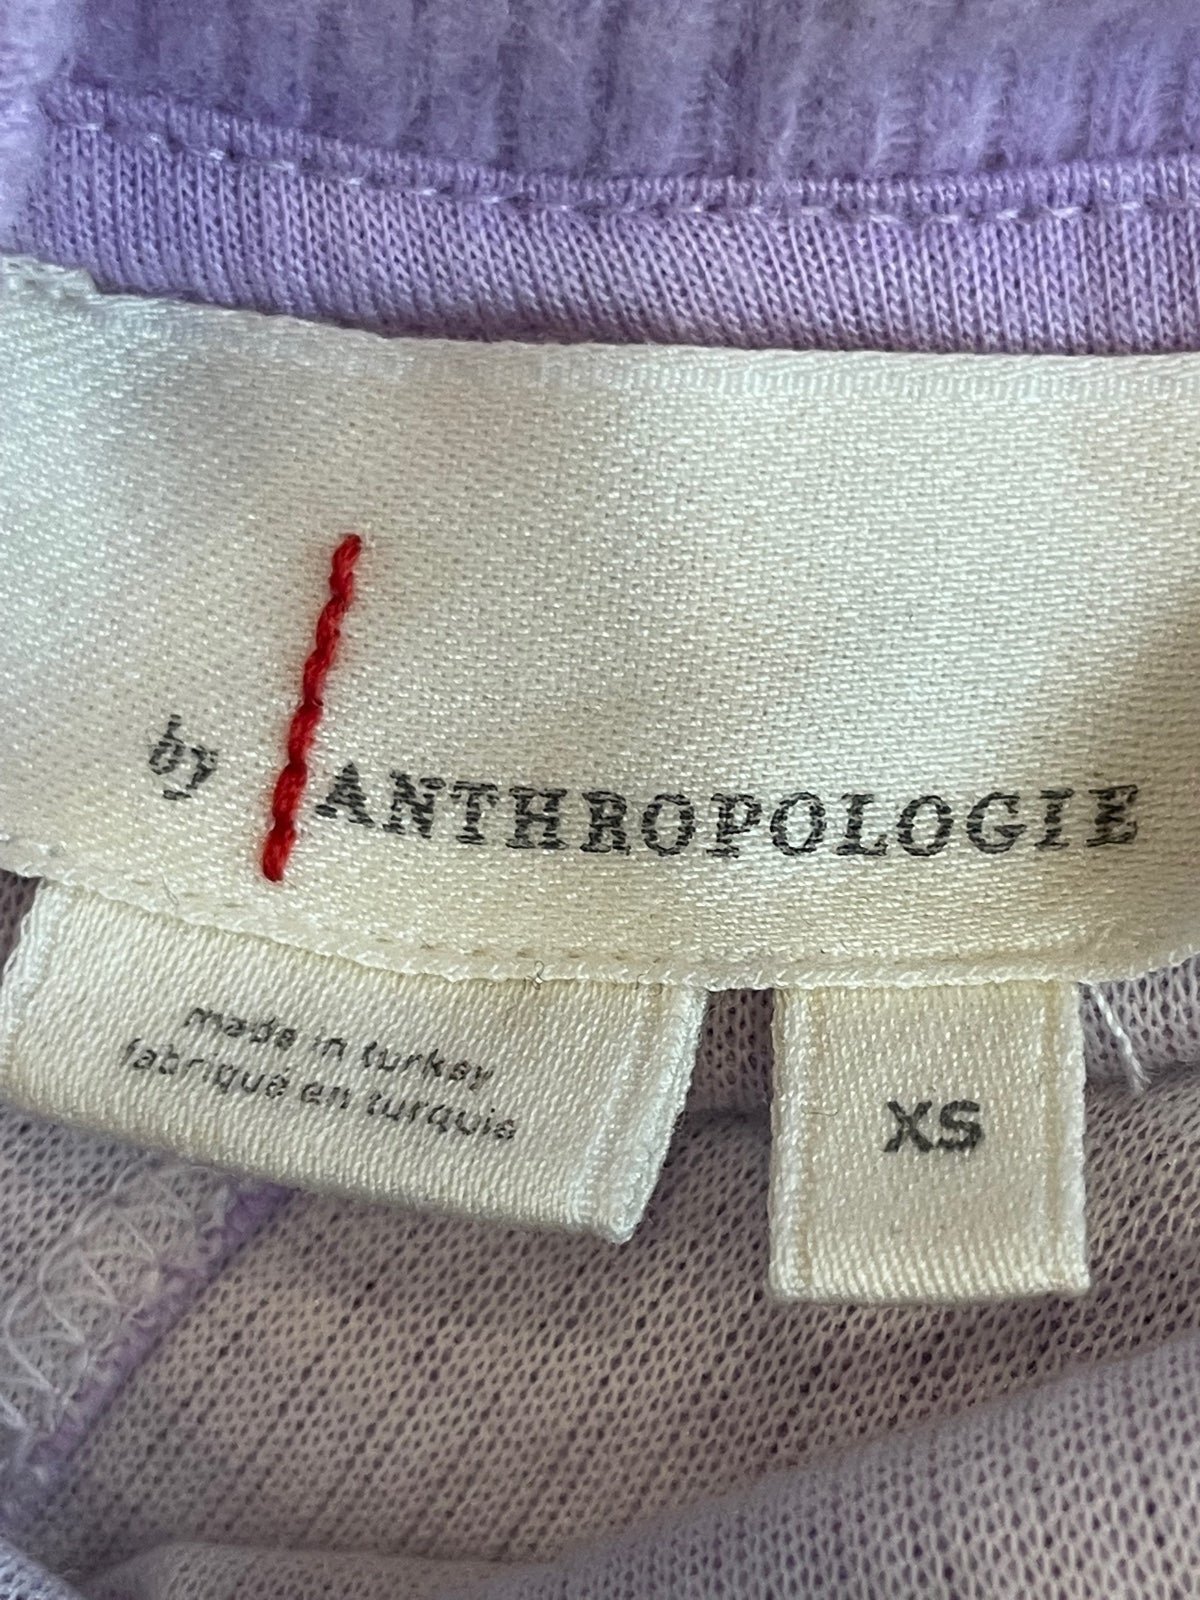 by ANTHROPOLOGIE
made in turkey
fabriqué en turquie
XS